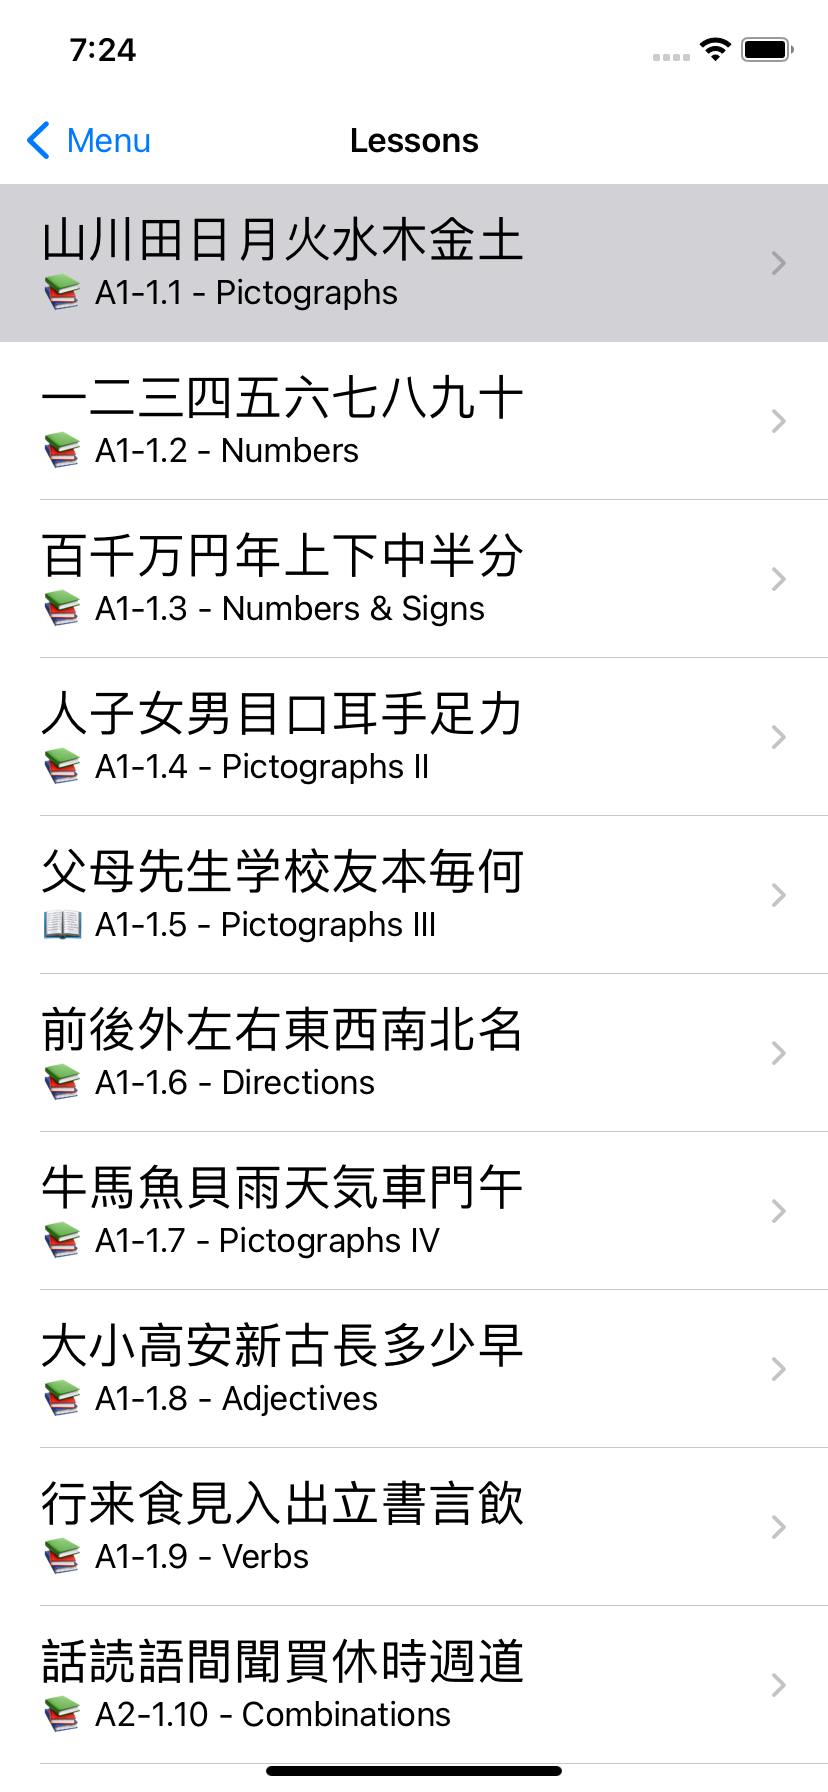 7:24
Menu
Lessons
山川田日月火水木金土
A1-1.1 - Pictographs
一二三四五六七八九十
A1-1.2 - Numbers
百千万円年上下中半分
A1-1.3 - Numbers & Signs
人子女男目口耳手足力
A1-1.4 - Pictographs II
父母先生学校友本毎何
A1-1.5 - Pictographs III
前後外左右東西南北名
A1-1.6 - Directions
牛馬魚貝雨天気車門午
A1-1.7 - Pictographs IV
大小高安新古長多少早
A1-1.8 - Adjectives
行来食見入出立書言飲
A1-1.9 - Verbs
話読語間聞買休時週道
A2-1.10 - Combinations